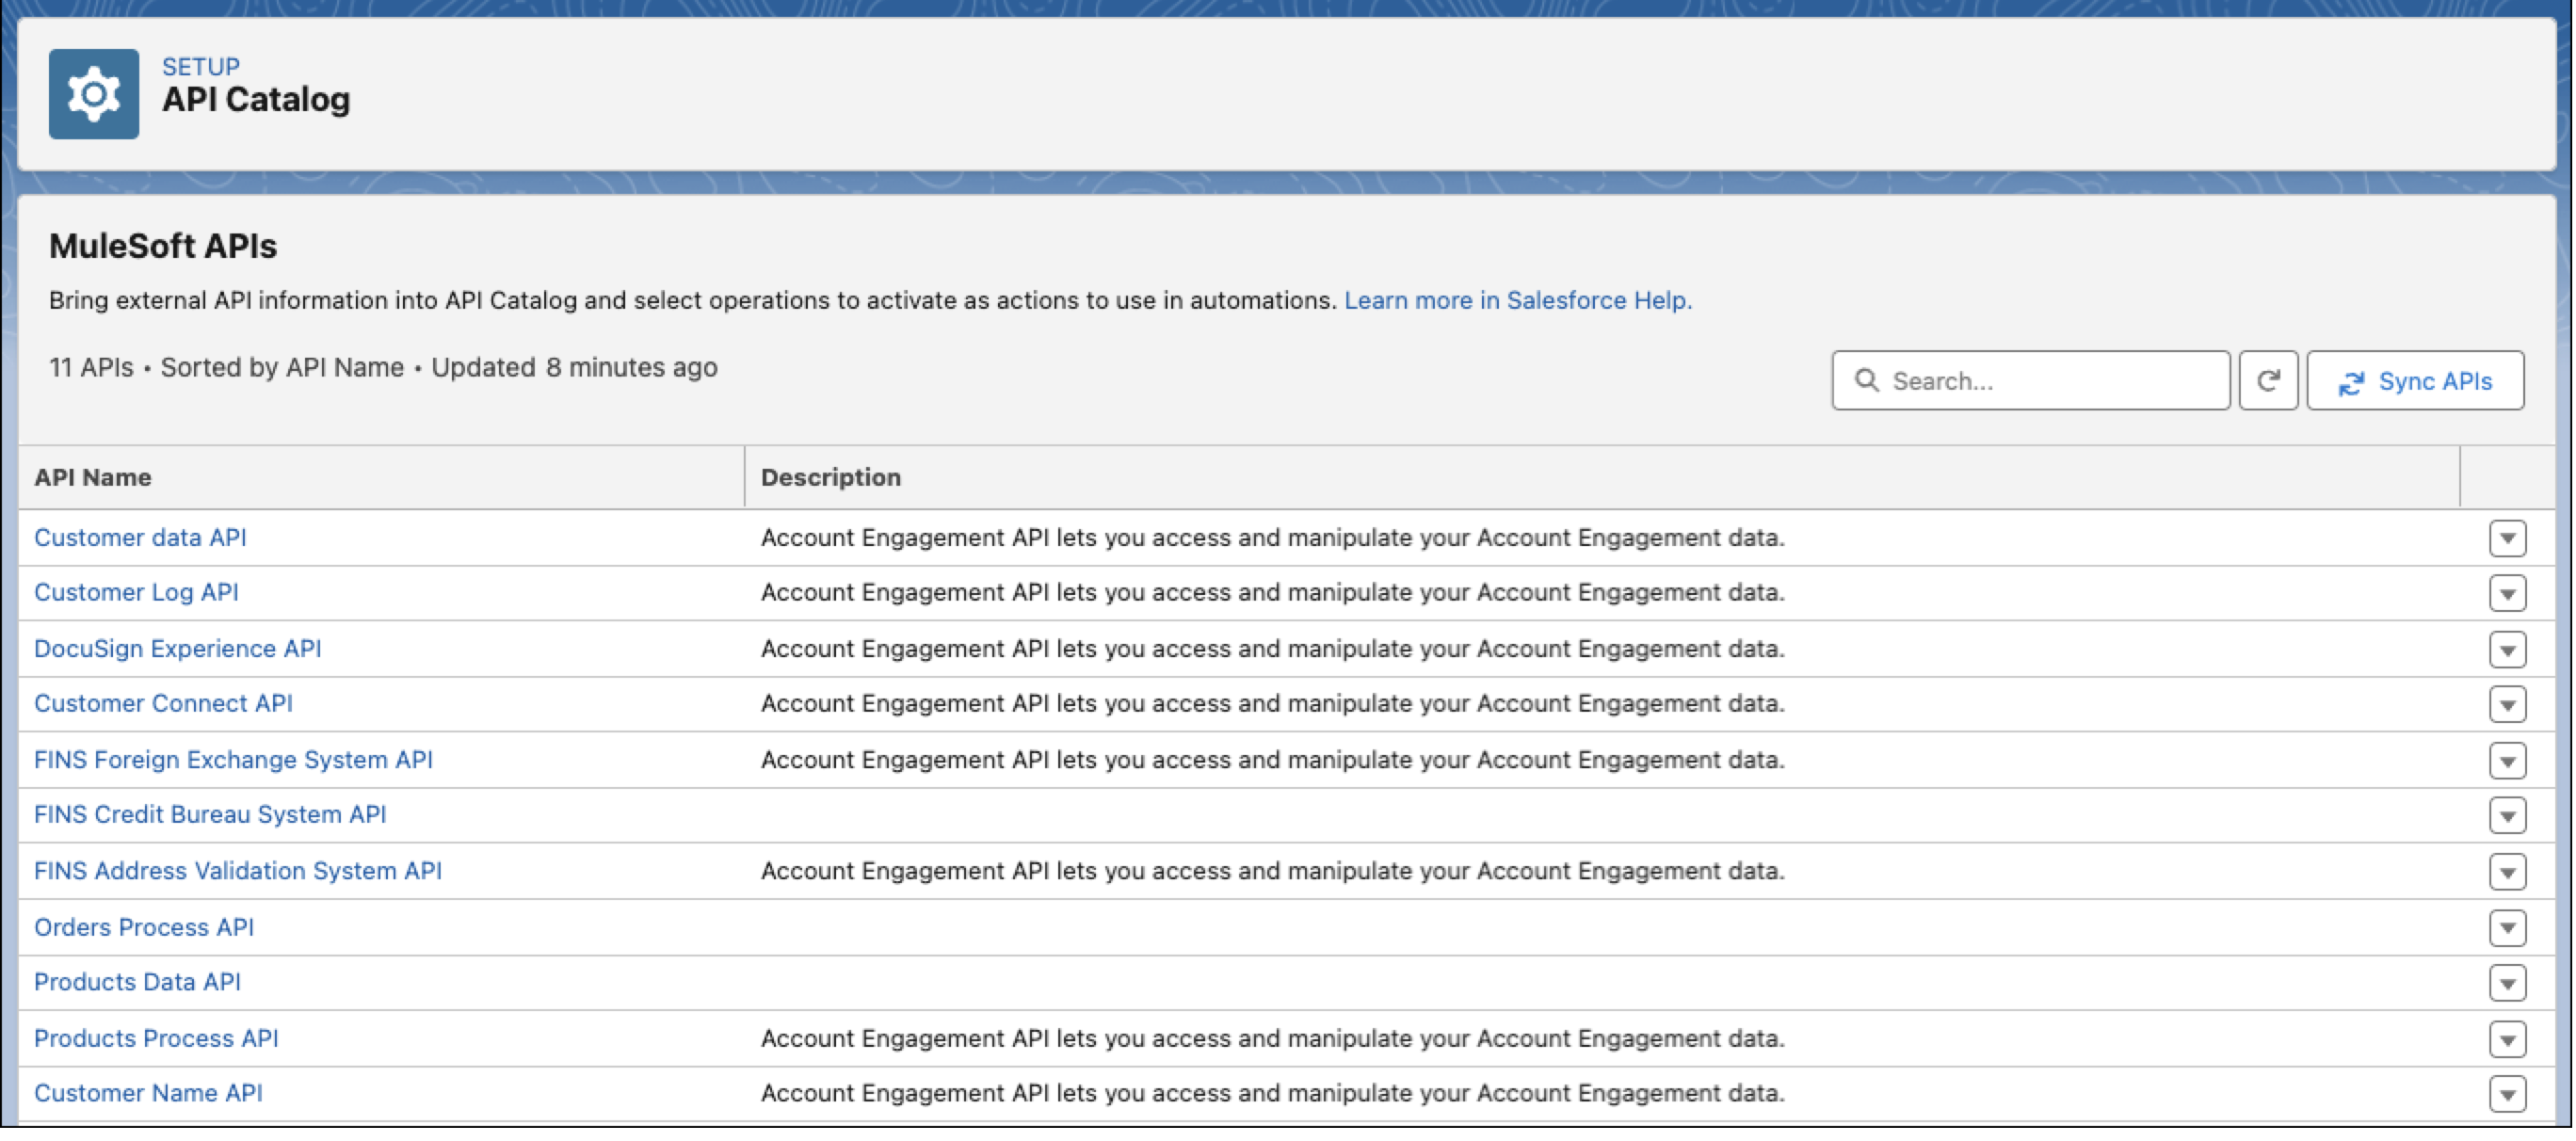 SETUP
API Catalog
MuleSoft APIs
Bring external API information into API Catalog and select operations to activate as actions to use in automations. Learn more in Salesforce Help.
11 APIs • Sorted by API Name • Updated 8 minutes ago
Search...
Sync APIs
API Name Description
Customer data API Account Engagement API lets you access and manipulate your Account Engagement data.
Customer Log API Account Engagement API lets you access and manipulate your Account Engagement data.
DocuSign Experience API Account Engagement API lets you access and manipulate your Account Engagement data.
Customer Connect API Account Engagement API lets you access and manipulate your Account Engagement data.
FINS Foreign Exchange System API Account Engagement API lets you access and manipulate your Account Engagement data.
FINS Credit Bureau System API
FINS Address Validation System API Account Engagement API lets you access and manipulate your Account Engagement data.
Orders Process API
Products Data API
Products Process API Account Engagement API lets you access and manipulate your Account Engagement data.
Customer Name API Account Engagement API lets you access and manipulate your Account Engagement data.